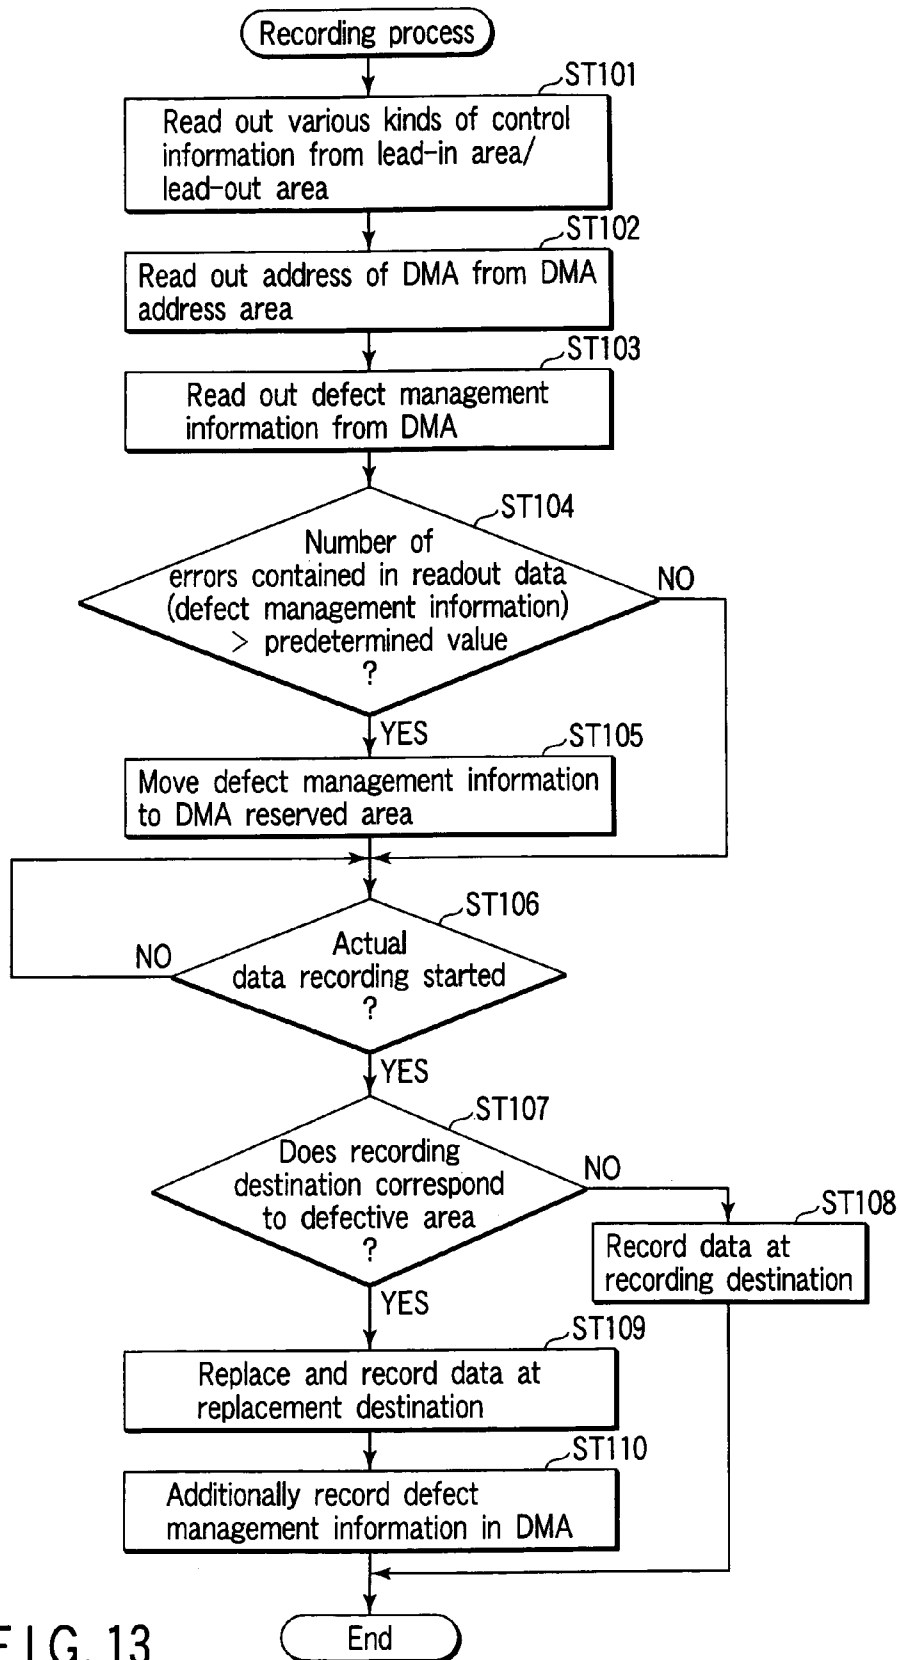 Recording process
ST101
Read out various kinds of control
information from lead-in area/
lead-out area
ST102
Read out address of DMA from DMA
address area
ST103
Read out defect management
information from DMA
ST104
Number of
errors contained in readout data
(defect management information)
> predetermined value
?
NO
YES
ST105
Move defect management information
to DMA reserved area
ST106
Actual
data recording started
?
NO
YES
ST107
Does recording
destination correspond
to defective area
?
NO
ST108
Record data at
recording destination
YES
ST109
Replace and record data at
replacement destination
ST110
Additionally record defect
management information in DMA
End
FIG. 13